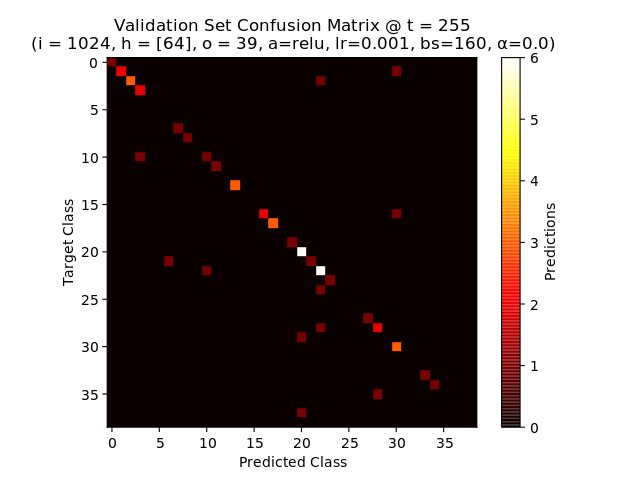 Validation Set Confusion Matrix @ t = 255
(i = 1024, h = [64], o = 39, a=relu, lr=0.001, bs=160, α=0.0)
0
5
10
15
20
25
30
35
Target Class
0 5 10 15 20 25 30 35
Predicted Class
6
5
4
3
2
1
0
Predictions